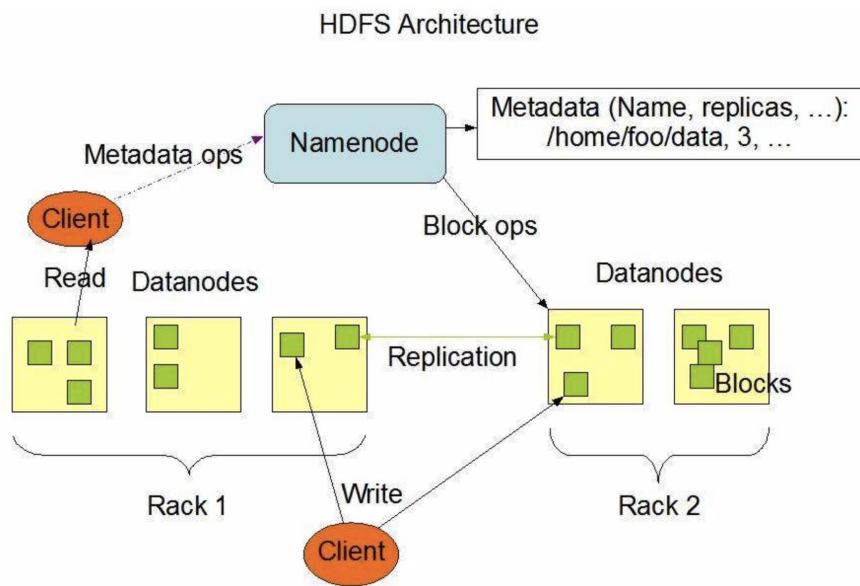 HDFS Architecture
Metadata (Name, replicas, …):
/home/foo/data, 3, …
Namenode
Metadata ops
Client
Block ops
Read
Datanodes
Datanodes
Replication
Blocks
Rack 1
Write
Rack 2
Client